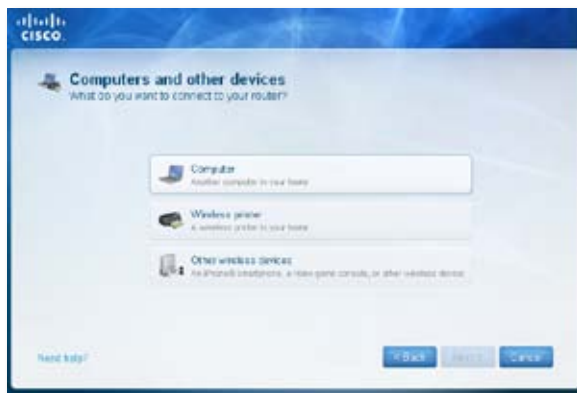 CISCO
Computers and other devices
What do you want to connect to your router?
Computer
Another computer in your home
Wireless printer
A wireless printer in your home
Other wireless devices
An iPhone® smartphone, a video game console, or other wireless device
Need help?
< Back
Next >
Cancel